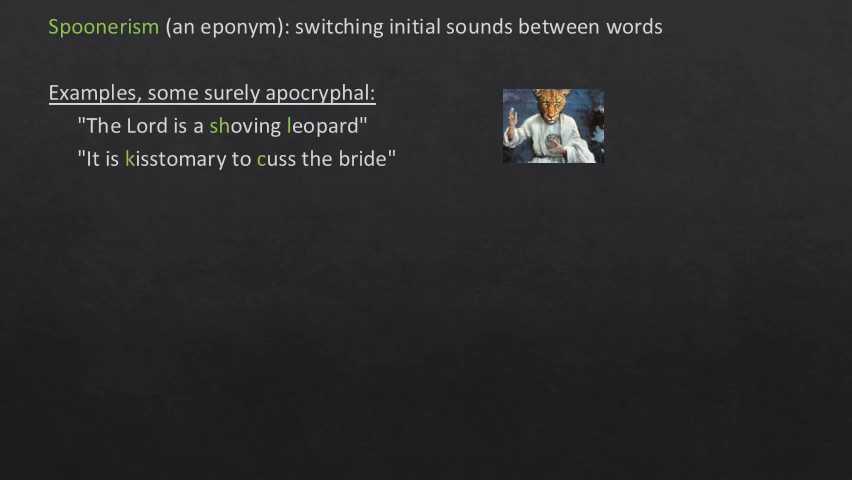 Spoonerism (an eponym): switching initial sounds between words
Examples, some surely apocryphal:
"The Lord is a shoving leopard"
"It is kisstomary to cuss the bride"